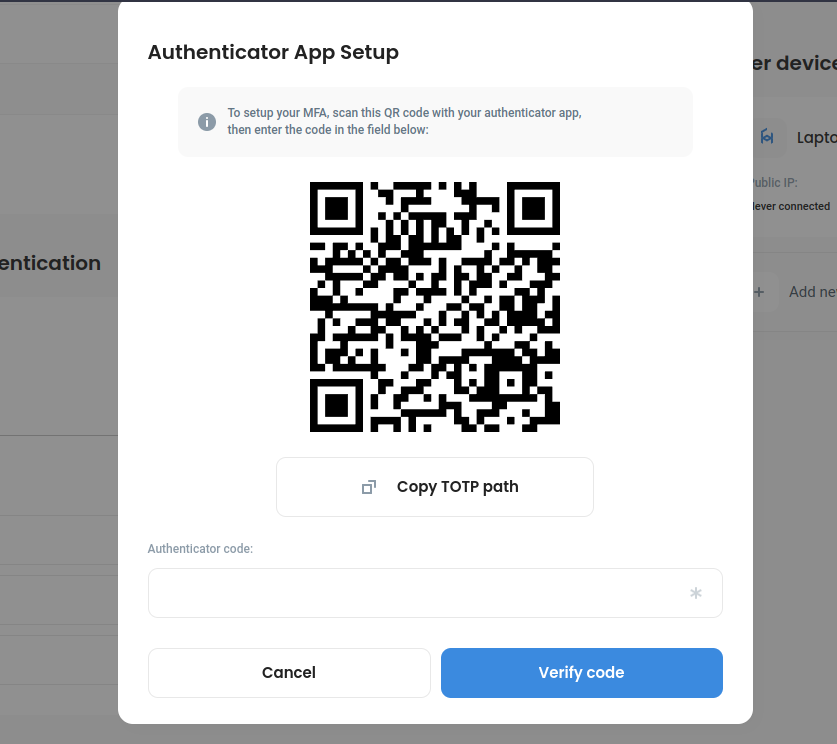 Authenticator App Setup
To setup your MFA, scan this QR code with your authenticator app,
then enter the code in the field below:
Copy TOTP path
Authenticator code:
*
Cancel
Verify code
entication
er device
Lapto
Public IP:
Never connected
+ Add ne